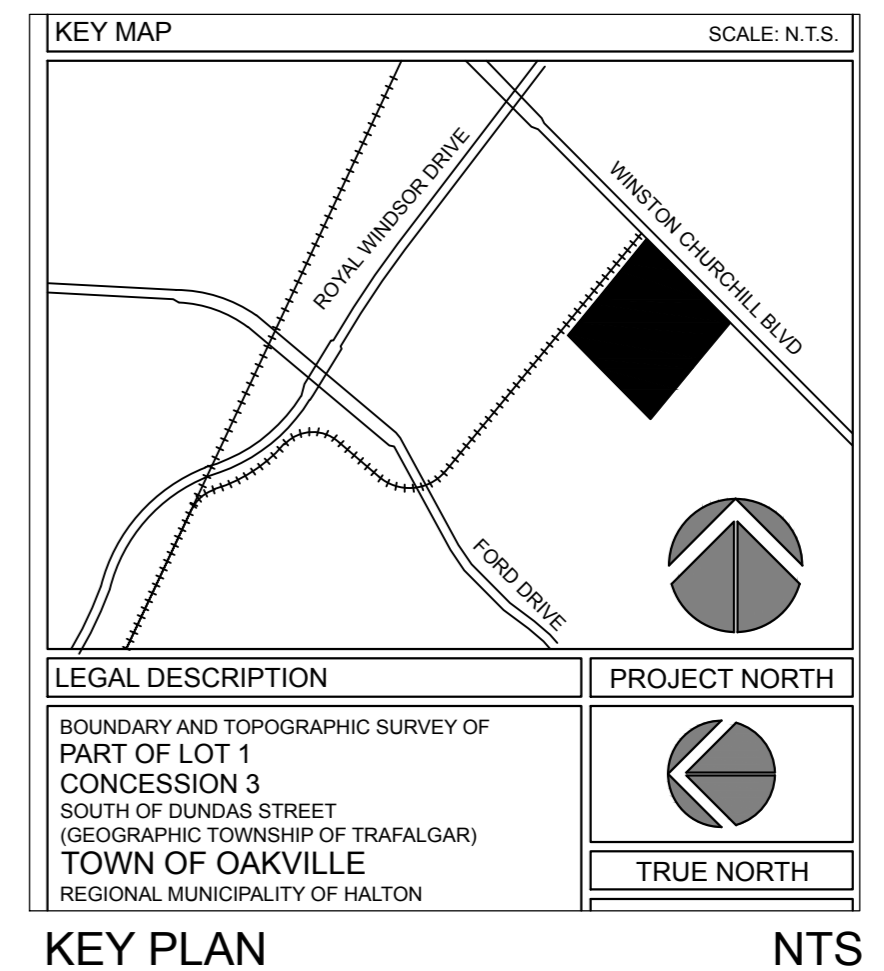 KEY MAP
SCALE: N.T.S.
ROYAL WINDSOR DRIVE
WINSTON CHURCHILL BLVD
FORD DRIVE
LEGAL DESCRIPTION
PROJECT NORTH
BOUNDARY AND TOPOGRAPHIC SURVEY OF
PART OF LOT 1
CONCESSION 3
SOUTH OF DUNDAS STREET
(GEOGRAPHIC TOWNSHIP OF TRAFALGAR)
TOWN OF OAKVILLE
REGIONAL MUNICIPALITY OF HALTON
TRUE NORTH
KEY PLAN
NTS